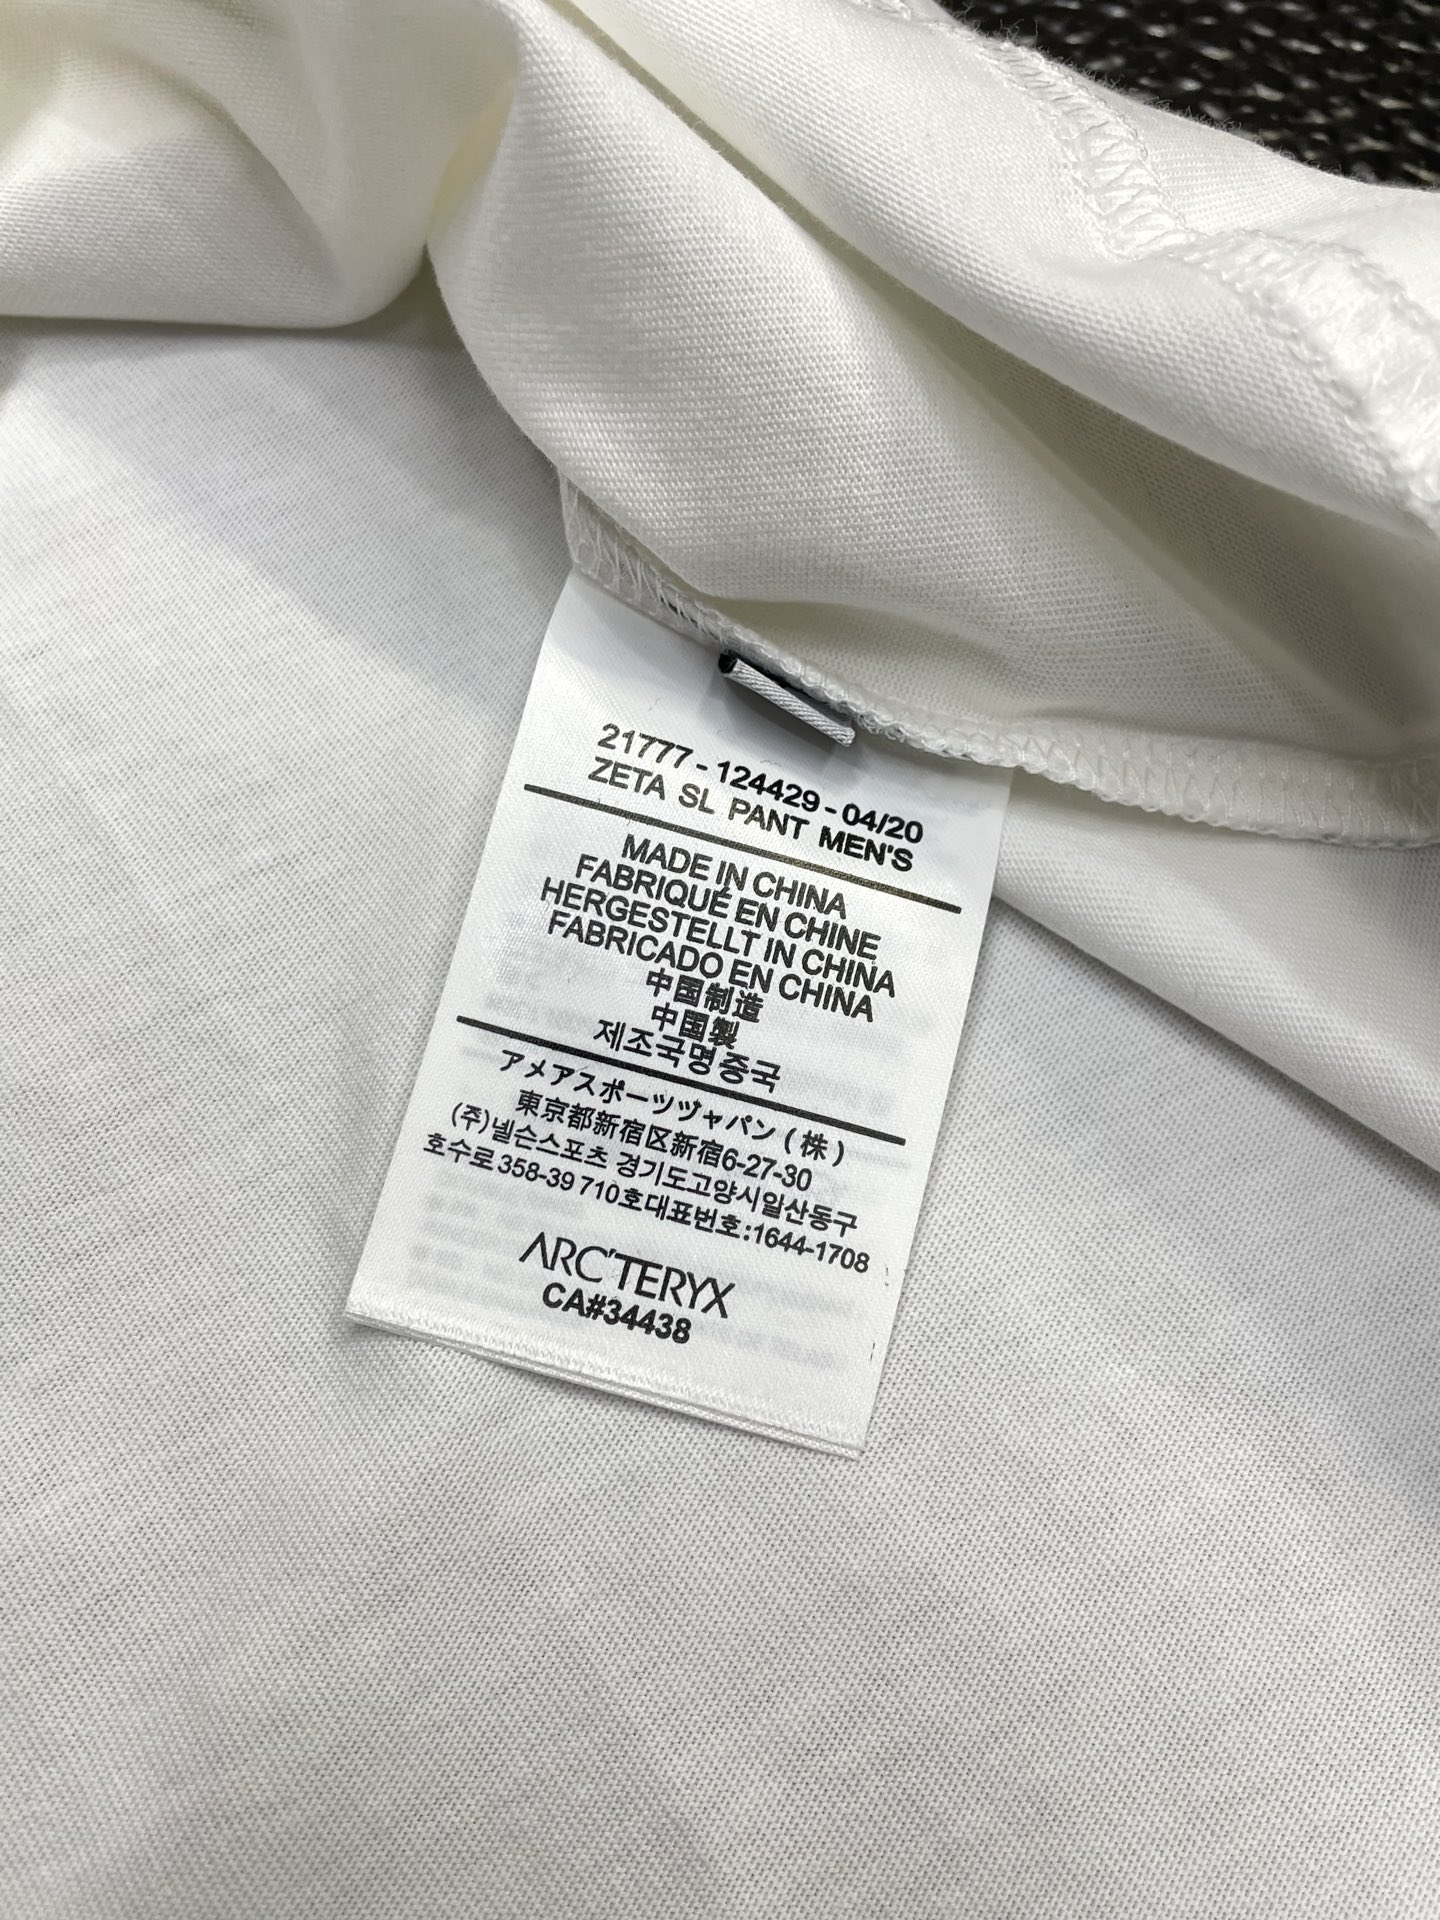 21777 - 124429 - 04/20
ZETA SL PANT MEN'S
MADE IN CHINA
FABRIQUÉ EN CHINE
HERGESTELLT IN CHINA
FABRICADO EN CHINA
中国制造
中国製
제조국명중국
アメアスポーツヅャパン ( 株 )
東京都新宿区新宿6-27-30
(주)넬슨스포츠 경기도고양시일산동구
호수로358-39 710호대표번호:1644-1708
ARC'TERYX
CA#34438